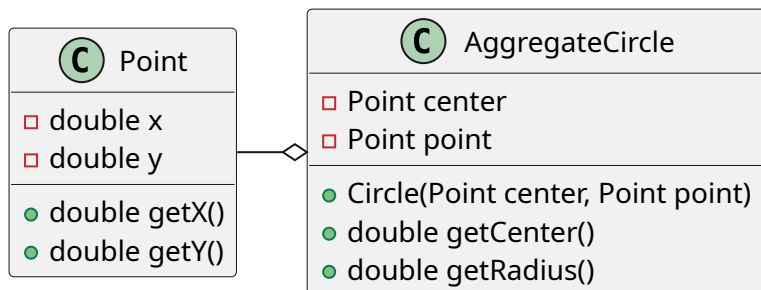 C Point
double x
double y
double getX()
double getY()
C AggregateCircle
Point center
Point point
Circle(Point center, Point point)
double getCenter()
double getRadius()